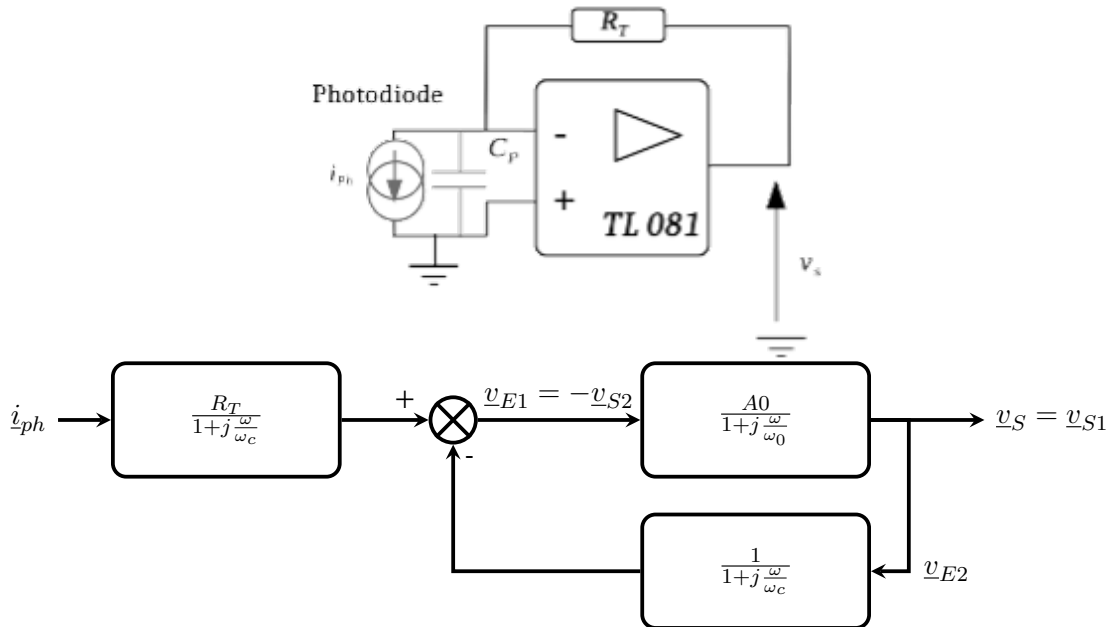 R_T
Photodiode
C_P
i_ph
-
+
TL 081
v_s
i_ph
R_T / (1+j ω/ω_c)
+
v_E1 = −v_S2
A0 / (1+j ω/ω_0)
v_S = v_S1
-
1 / (1+j ω/ω_c)
v_E2